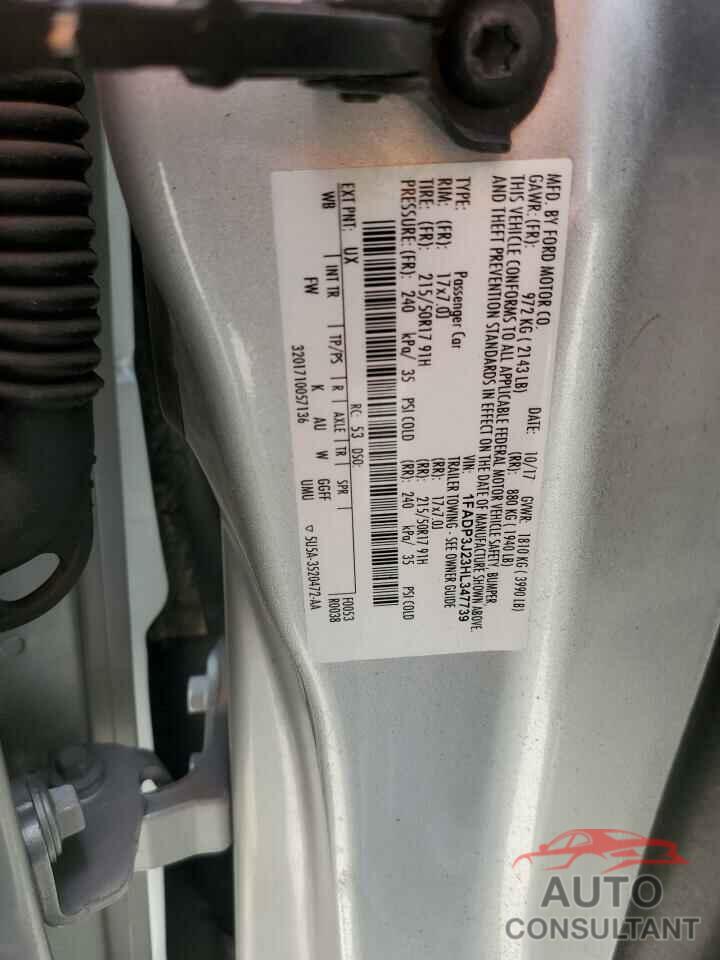 MFD. BY FORD MOTOR CO. DATE: 10/17 GVWR: 1810 KG ( 3990 LB)
GAWR: (FR): 972 KG ( 2143 LB) (RR): 880 KG ( 1940 LB)
THIS VEHICLE CONFORMS TO ALL APPLICABLE FEDERAL MOTOR VEHICLE SAFETY, BUMPER,
AND THEFT PREVENTION STANDARDS IN EFFECT ON THE DATE OF MANUFACTURE SHOWN ABOVE.
VIN: 1FADP3J23HL347739
TYPE: Passenger Car TRAILER TOWING - SEE OWNER GUIDE
RIM: (FR): 17x7.0J (RR): 17x7.0J
TIRE: (FR): 215/50R17 91H (RR): 215/50R17 91H
PRESSURE: (FR): 240 kPa/ 35 PSI COLD (RR): 240 kPa/ 35 PSI COLD
EXT PNT: UX RC: 53 DSO: F0053
WB INT TR TP/PS R AXLE TR SPR R0038
FW K AU W GGFF UMU
3201710057136 5U5A-3520472-AA
AUTO
CONSULTANT